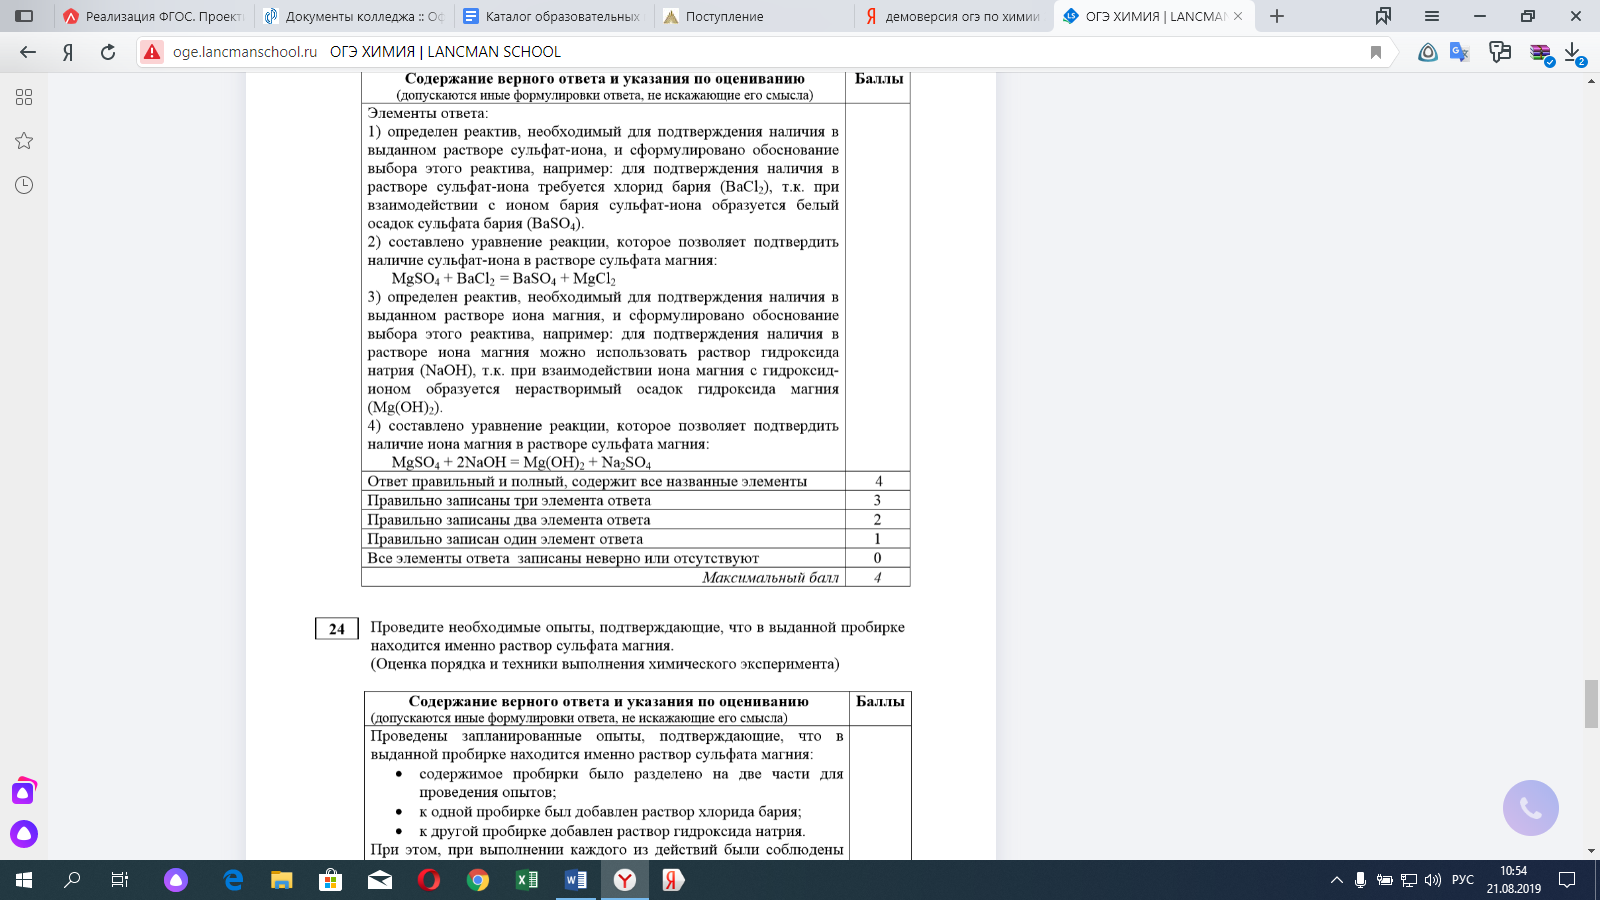 Реализация ФГОС. Проект
Документы колледжа :: Оф
Каталог образовательных
Поступление
демоверсия огэ по химии
ОГЭ ХИМИЯ | LANCMAN
oge.lancmanschool.ru ОГЭ ХИМИЯ | LANCMAN SCHOOL
Содержание верного ответа и указания по оцениванию
(допускаются иные формулировки ответа, не искажающие его смысла)
Баллы
Элементы ответа:
1) определен реактив, необходимый для подтверждения наличия в
выданном растворе сульфат-иона, и сформулировано обоснование
выбора этого реактива, например: для подтверждения наличия в
растворе сульфат-иона требуется хлорид бария (BaCl₂), т.к. при
взаимодействии с ионом бария сульфат-иона образуется белый
осадок сульфата бария (BaSO₄).
2) составлено уравнение реакции, которое позволяет подтвердить
наличие сульфат-иона в растворе сульфата магния:
MgSO₄ + BaCl₂ = BaSO₄ + MgCl₂
3) определен реактив, необходимый для подтверждения наличия в
выданном растворе иона магния, и сформулировано обоснование
выбора этого реактива, например: для подтверждения наличия в
растворе иона магния можно использовать раствор гидроксида
натрия (NaOH), т.к. при взаимодействии иона магния с гидроксид-
ионом образуется нерастворимый осадок гидроксида магния
(Mg(OH)₂).
4) составлено уравнение реакции, которое позволяет подтвердить
наличие иона магния в растворе сульфата магния:
MgSO₄ + 2NaOH = Mg(OH)₂ + Na₂SO₄
Ответ правильный и полный, содержит все названные элементы 4
Правильно записаны три элемента ответа 3
Правильно записаны два элемента ответа 2
Правильно записан один элемент ответа 1
Все элементы ответа записаны неверно или отсутствуют 0
Максимальный балл 4
24 Проведите необходимые опыты, подтверждающие, что в выданной пробирке
находится именно раствор сульфата магния.
(Оценка порядка и техники выполнения химического эксперимента)
Содержание верного ответа и указания по оцениванию
(допускаются иные формулировки ответа, не искажающие его смысла)
Баллы
Проведены запланированные опыты, подтверждающие, что в
выданной пробирке находится именно раствор сульфата магния:
• содержимое пробирки было разделено на две части для
проведения опытов;
• к одной пробирке был добавлен раствор хлорида бария;
• к другой пробирке добавлен раствор гидроксида натрия.
При этом, при выполнении каждого из действий были соблюдены
РУС
10:54
21.08.2019